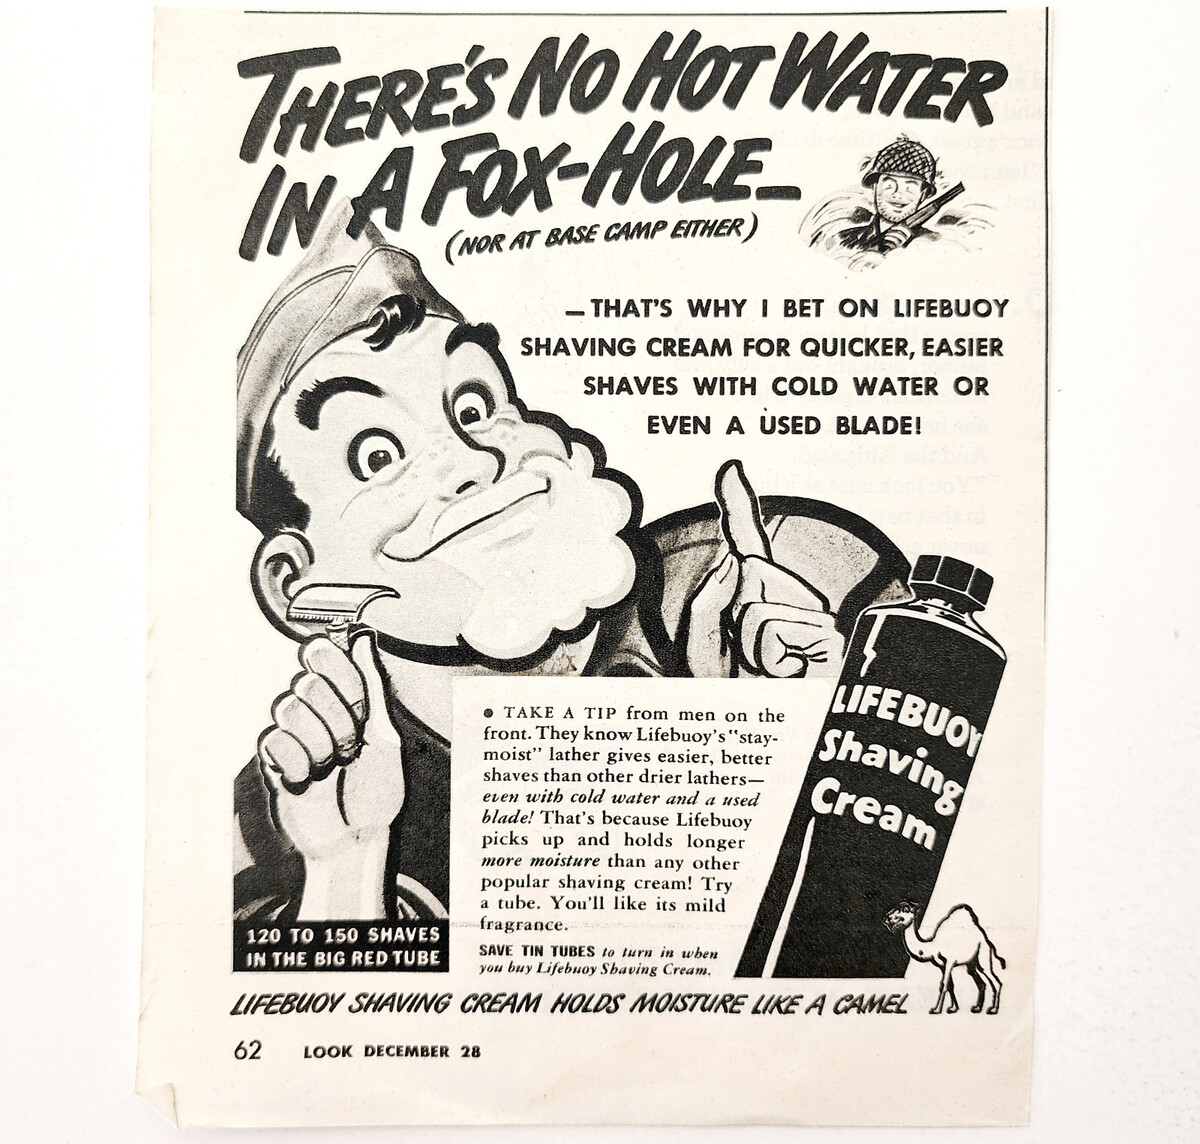 THERE'S NO HOT WATER
IN A FOX-HOLE—
(NOR AT BASE CAMP EITHER)
—THAT'S WHY I BET ON LIFEBUOY
SHAVING CREAM FOR QUICKER, EASIER
SHAVES WITH COLD WATER OR
EVEN A USED BLADE!
• TAKE A TIP from men on the
front. They know Lifebuoy's "stay-
moist" lather gives easier, better
shaves than other drier lathers—
even with cold water and a used
blade! That's because Lifebuoy
picks up and holds longer
more moisture than any other
popular shaving cream! Try
a tube. You'll like its mild
fragrance.
SAVE TIN TUBES to turn in when
you buy Lifebuoy Shaving Cream.
LIFEBUOY
Shaving
Cream
120 TO 150 SHAVES
IN THE BIG RED TUBE
LIFEBUOY SHAVING CREAM HOLDS MOISTURE LIKE A CAMEL
62 LOOK DECEMBER 28